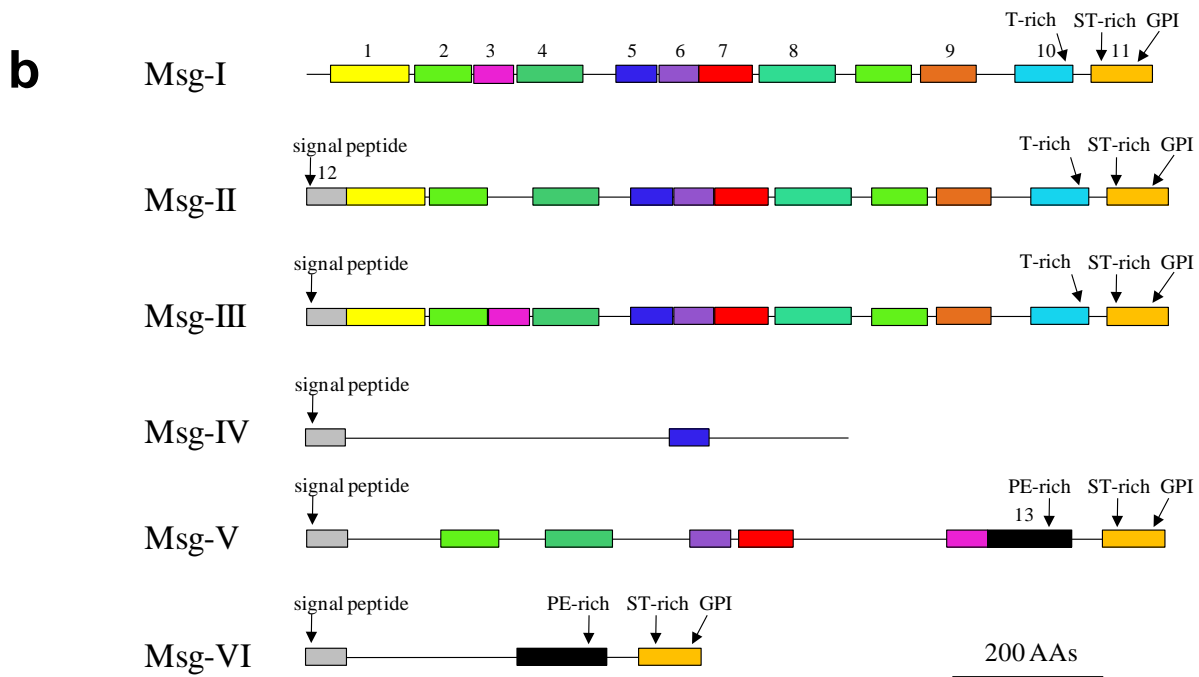 b
T-rich ST-rich GPI
1 2 3 4 5 6 7 8 9 10 11
Msg-I
signal peptide T-rich ST-rich GPI
12
Msg-II
signal peptide T-rich ST-rich GPI
Msg-III
signal peptide
Msg-IV
signal peptide PE-rich ST-rich GPI
13
Msg-V
signal peptide PE-rich ST-rich GPI
Msg-VI
200 AAs